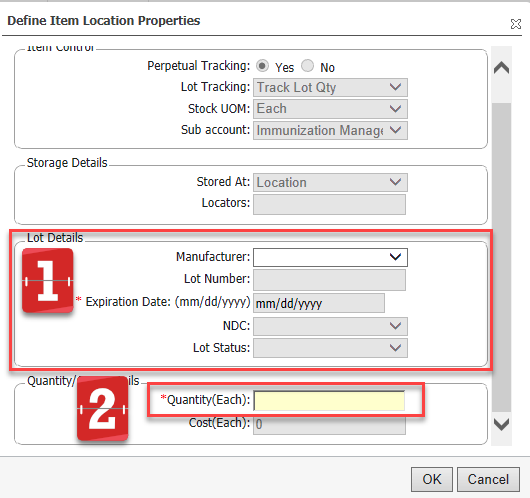 Define Item Location Properties
Item Control
Perpetual Tracking: Yes No
Lot Tracking: Track Lot Qty
Stock UOM: Each
Sub account: Immunization Manage
Storage Details
Stored At: Location
Locators:
Lot Details
1
Manufacturer:
Lot Number:
* Expiration Date: (mm/dd/yyyy) mm/dd/yyyy
NDC:
Lot Status:
Quantity/
2
*Quantity(Each):
Cost(Each): 0
OK Cancel